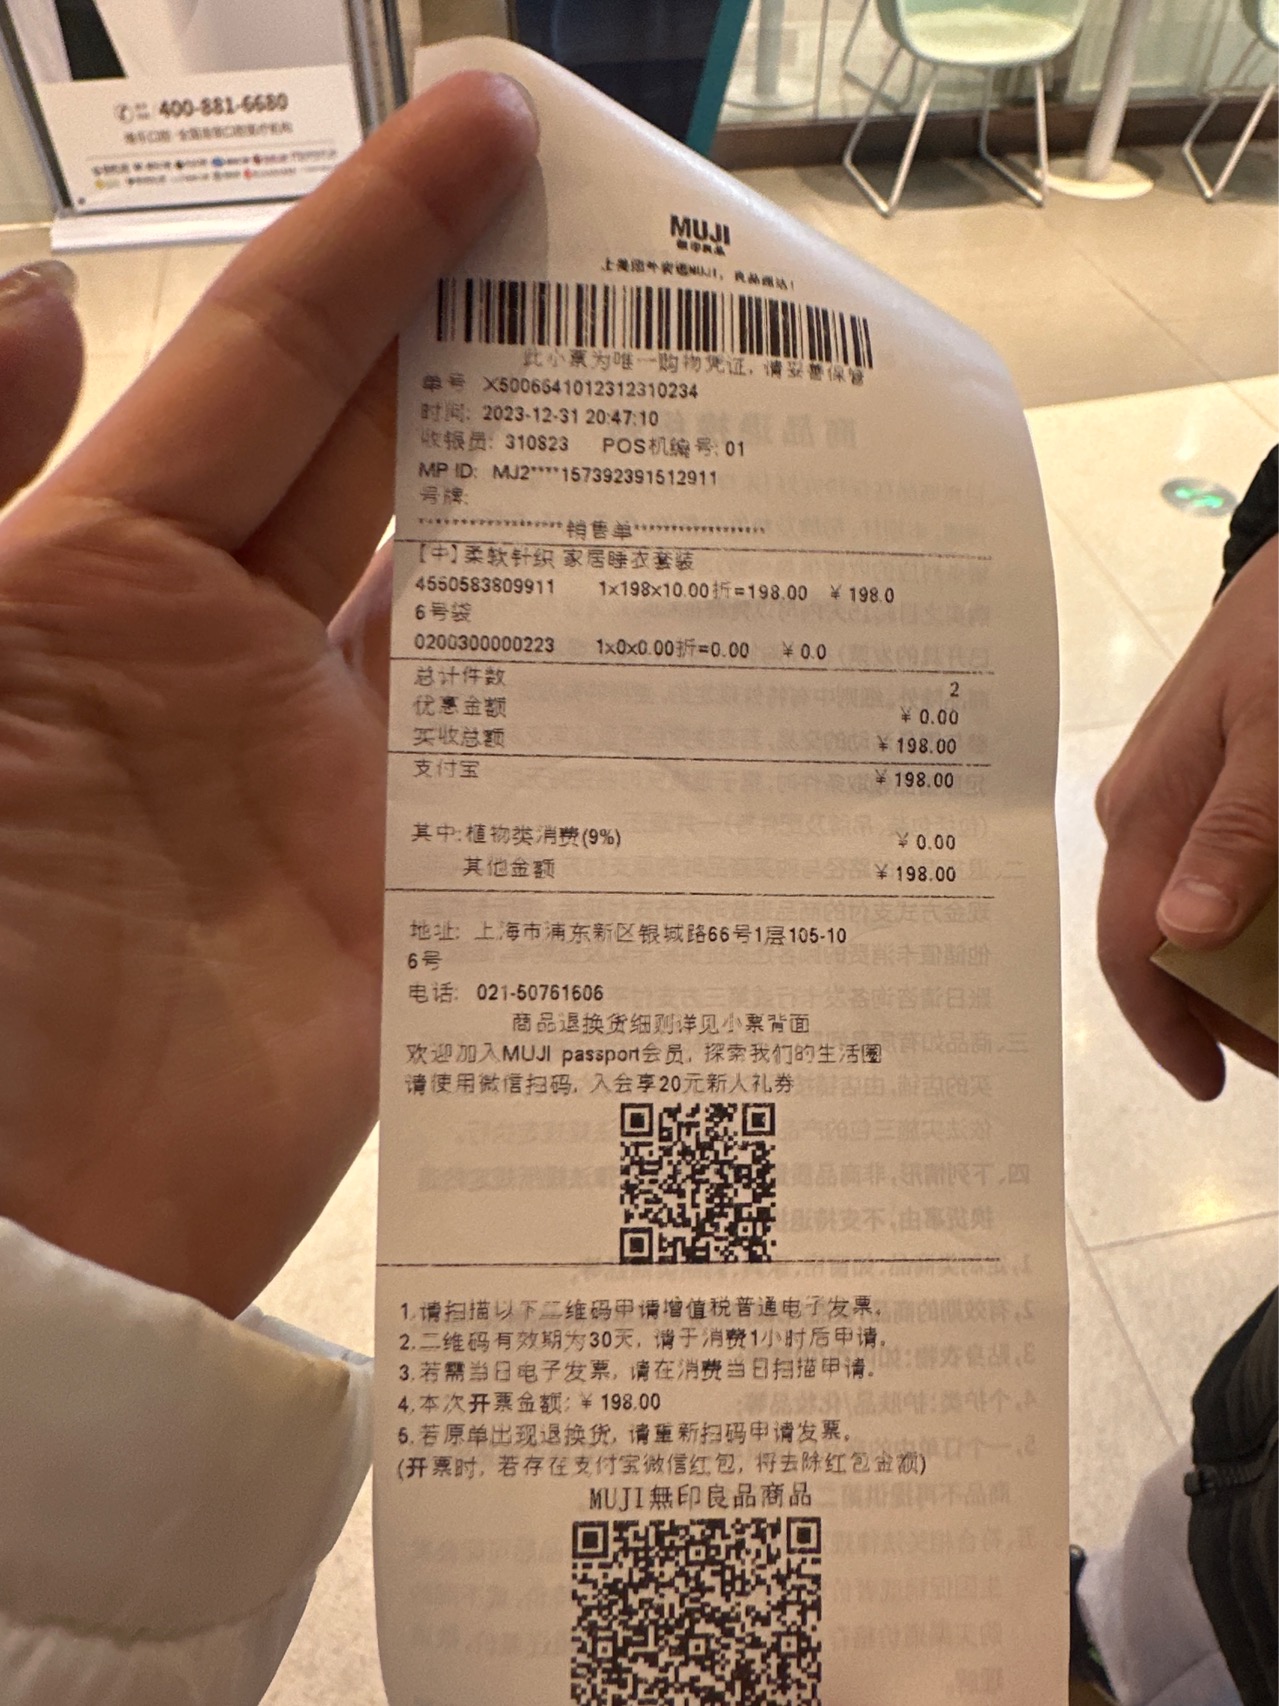 400-881-6680
MUJI
無印良品
上美团外卖逛MUJI，良品速达！
此小票为唯一购物凭证，请妥善保管
单号 X5006641012312310234
时间: 2023-12-31 20:47:10
收银员: 310823 POS机编号: 01
MP ID: MJ2****157392391512911
号牌:
销售单
【中】柔软针织 家居睡衣套装
4550583809911 1x198x10.00折=198.00 ￥198.0
6号袋
0200300000223 1x0x0.00折=0.00 ￥0.0
总计件数 2
优惠金额 ￥0.00
实收总额 ￥198.00
支付宝 ￥198.00
其中:植物类消费(9%) ￥0.00
其他金额 ￥198.00
地址: 上海市浦东新区银城路66号1层105-10
6号
电话: 021-50761606
商品退换货细则详见小票背面
欢迎加入MUJI passport会员，探索我们的生活圈
请使用微信扫码，入会享20元新人礼券
1.请扫描以下二维码申请增值税普通电子发票。
2.二维码有效期为30天，请于消费1小时后申请。
3.若需当日电子发票，请在消费当日扫描申请。
4.本次开票金额:￥198.00
5.若原单出现退换货，请重新扫码申请发票。
(开票时，若存在支付宝微信红包，将去除红包金额)
MUJI無印良品商品